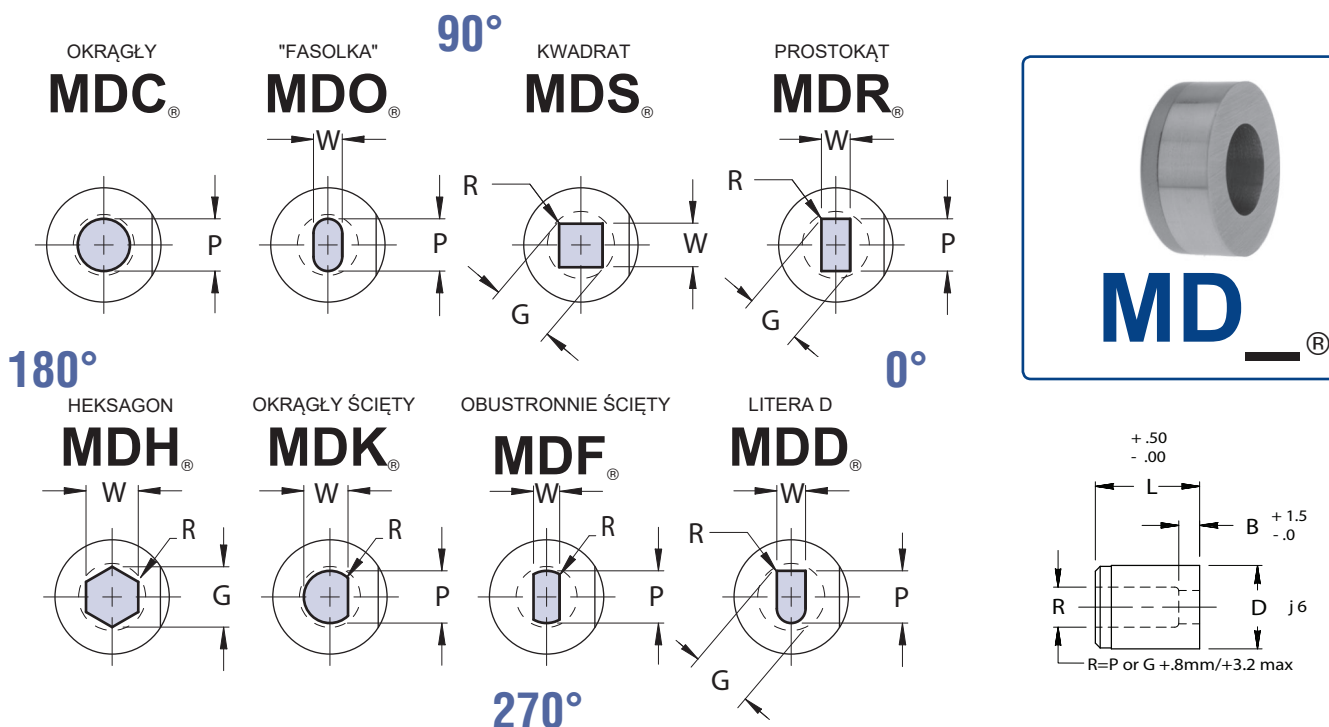 90°
OKRĄGŁY
MDC®
P
"FASOLKA"
MDO®
W
P
KWADRAT
MDS®
R
W
G
PROSTOKĄT
MDR®
W
R
P
G
180°
0°
HEKSAGON
MDH®
W
R
G
OKRĄGŁY ŚCIĘTY
MDK®
W
R
P
OBUSTRONNIE ŚCIĘTY
MDF®
W
R
P
LITERA D
MDD®
W
R
P
G
270°
MD_®
+ .50
- .00
L
B
+ 1.5
- .0
R
D
j 6
R=P or G +.8mm/+3.2 max